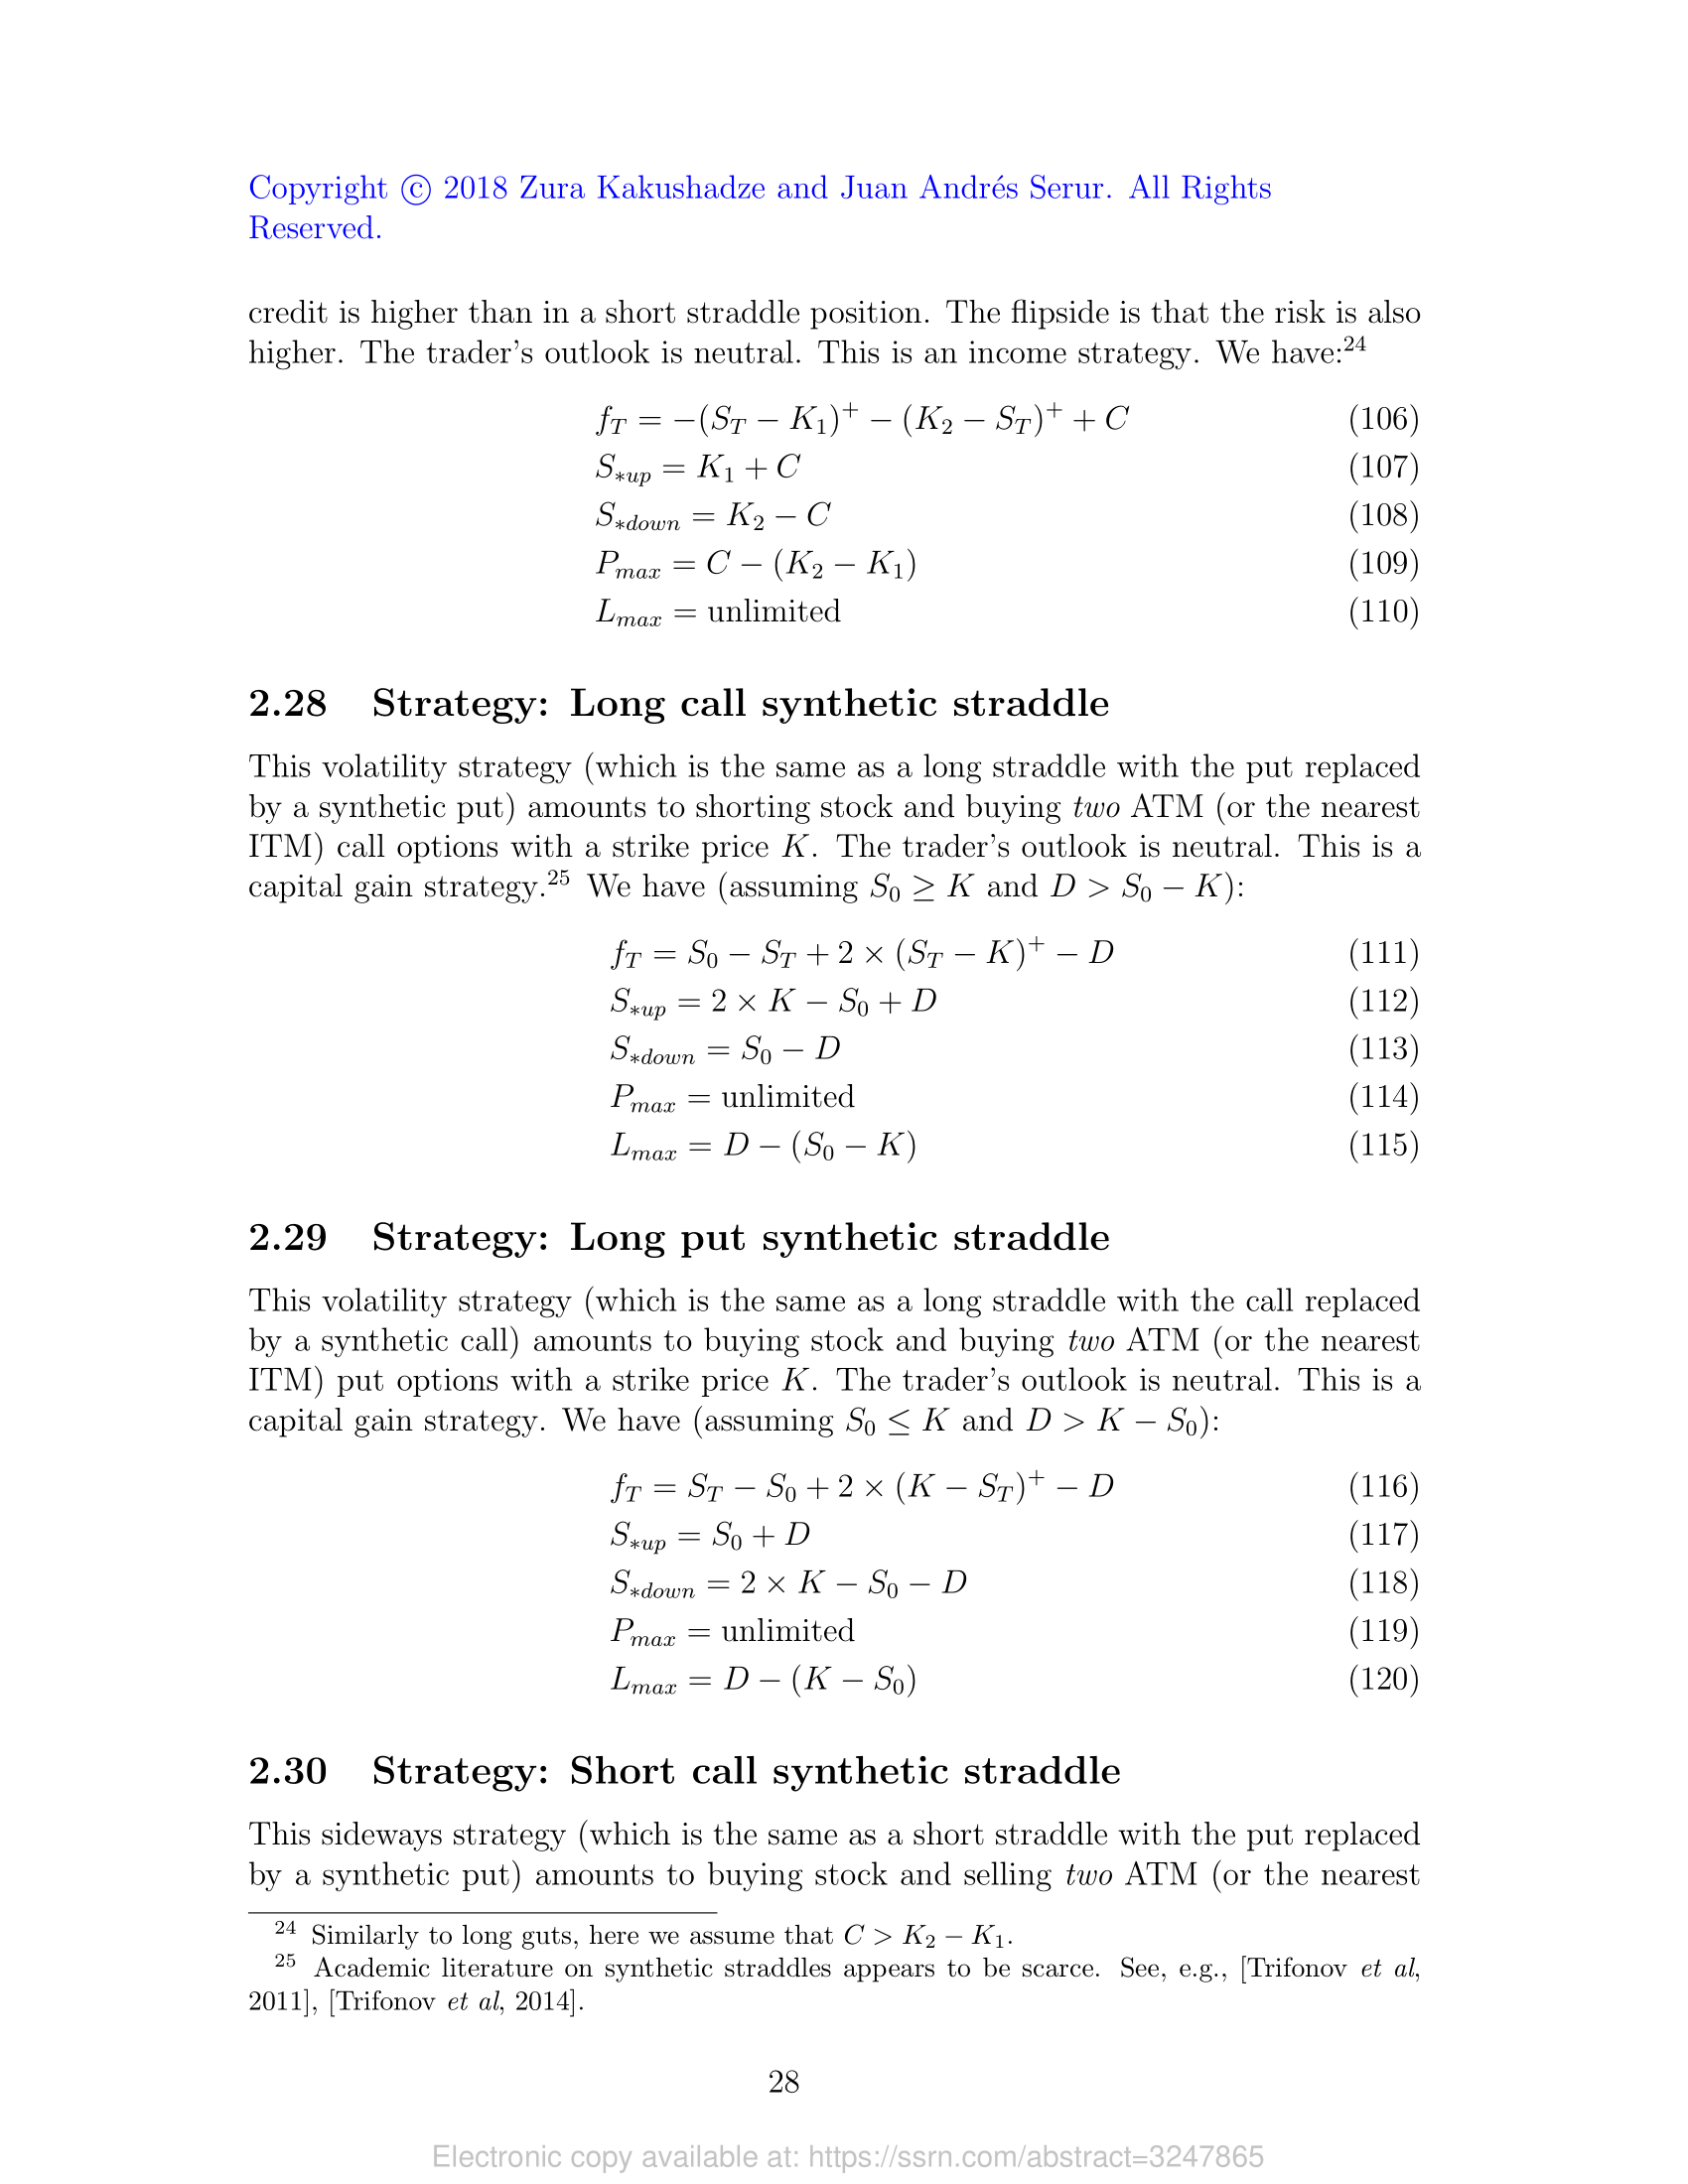 Copyright © 2018 Zura Kakushadze and Juan Andrés Serur. All Rights
Reserved.
credit is higher than in a short straddle position. The flipside is that the risk is also
higher. The trader's outlook is neutral. This is an income strategy. We have:²⁴
f_T = −(S_T − K_1)^+ − (K_2 − S_T)^+ + C (106)
S_{*up} = K_1 + C (107)
S_{*down} = K_2 − C (108)
P_{max} = C − (K_2 − K_1) (109)
L_{max} = unlimited (110)
2.28 Strategy: Long call synthetic straddle
This volatility strategy (which is the same as a long straddle with the put replaced
by a synthetic put) amounts to shorting stock and buying two ATM (or the nearest
ITM) call options with a strike price K. The trader's outlook is neutral. This is a
capital gain strategy.²⁵ We have (assuming S_0 ≥ K and D > S_0 − K):
f_T = S_0 − S_T + 2 × (S_T − K)^+ − D (111)
S_{*up} = 2 × K − S_0 + D (112)
S_{*down} = S_0 − D (113)
P_{max} = unlimited (114)
L_{max} = D − (S_0 − K) (115)
2.29 Strategy: Long put synthetic straddle
This volatility strategy (which is the same as a long straddle with the call replaced
by a synthetic call) amounts to buying stock and buying two ATM (or the nearest
ITM) put options with a strike price K. The trader's outlook is neutral. This is a
capital gain strategy. We have (assuming S_0 ≤ K and D > K − S_0):
f_T = S_T − S_0 + 2 × (K − S_T)^+ − D (116)
S_{*up} = S_0 + D (117)
S_{*down} = 2 × K − S_0 − D (118)
P_{max} = unlimited (119)
L_{max} = D − (K − S_0) (120)
2.30 Strategy: Short call synthetic straddle
This sideways strategy (which is the same as a short straddle with the put replaced
by a synthetic put) amounts to buying stock and selling two ATM (or the nearest
²⁴ Similarly to long guts, here we assume that C > K_2 − K_1.
²⁵ Academic literature on synthetic straddles appears to be scarce. See, e.g., [Trifonov et al,
2011], [Trifonov et al, 2014].
28
Electronic copy available at: https://ssrn.com/abstract=3247865